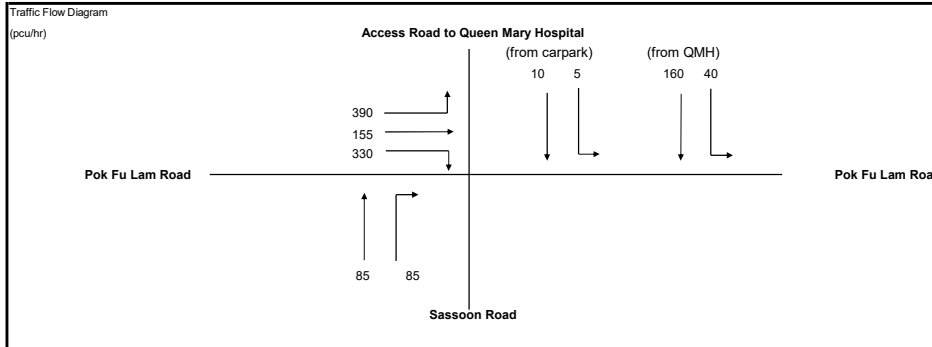 Traffic Flow Diagram
(pcu/hr)
Access Road to Queen Mary Hospital
(from carpark) (from QMH)
10 5 160 40
390
155
330
Pok Fu Lam Road Pok Fu Lam Roa
85 85
Sassoon Road